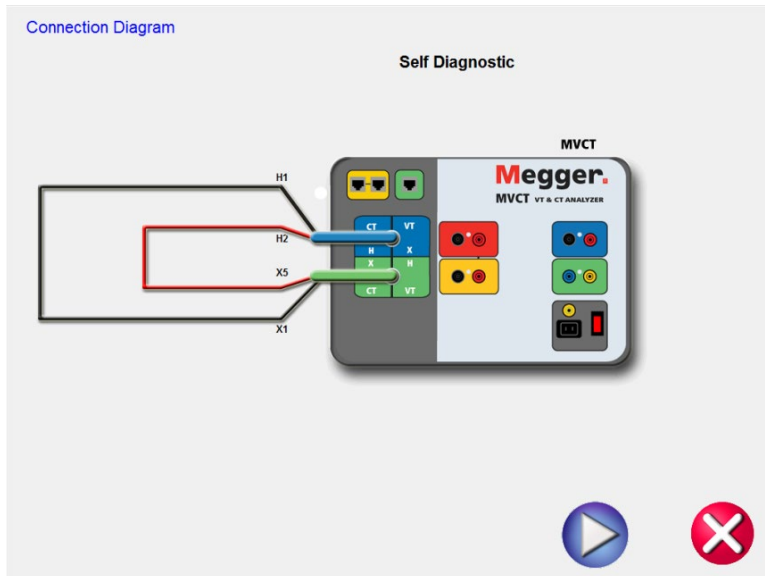 Connection Diagram
Self Diagnostic
MVCT
Megger.
MVCT VT & CT ANALYZER
H1
CT VT
H2
H X
X5
X H
CT VT
X1